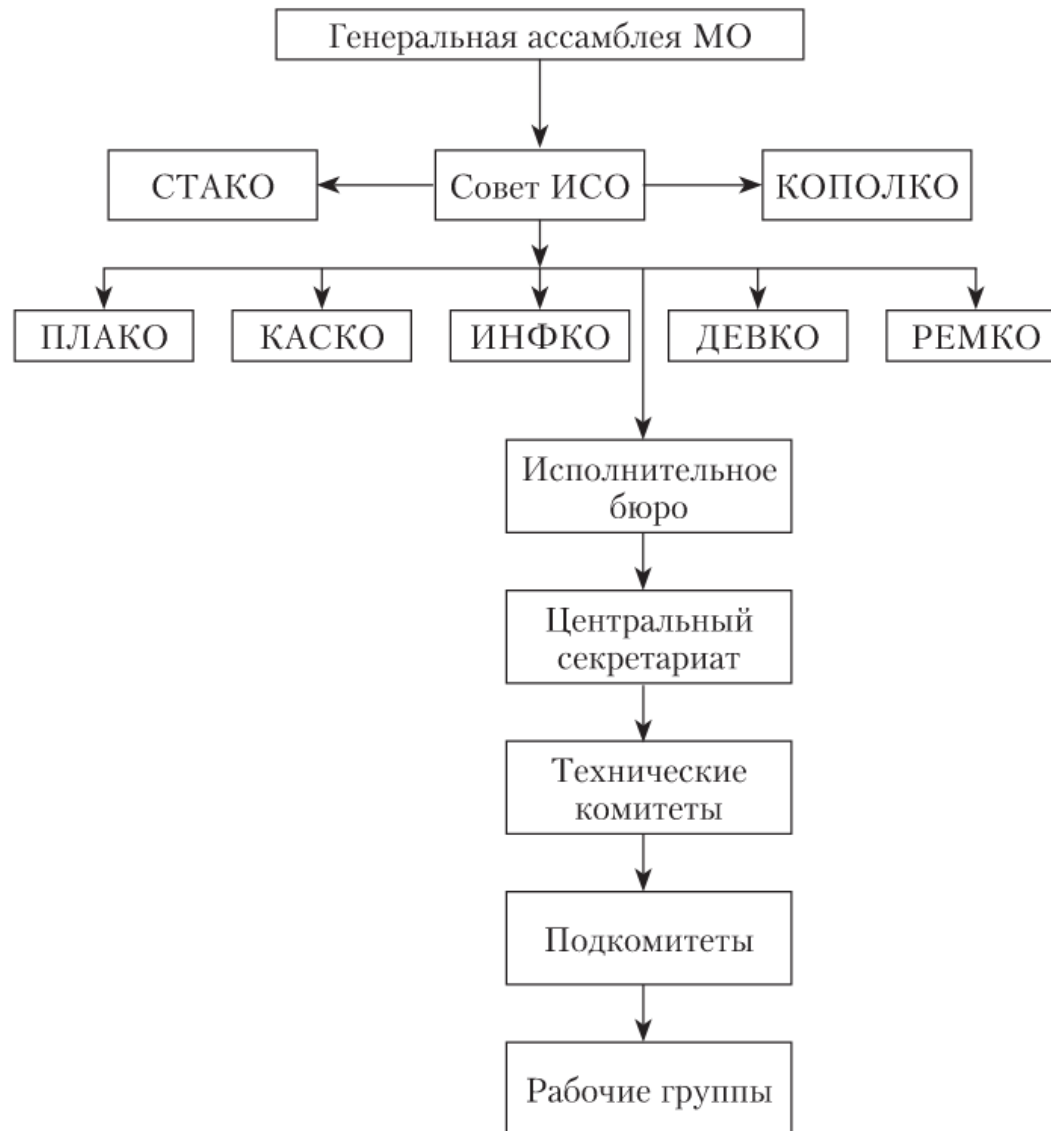 Генеральная ассамблея МО
СТАКО
Совет ИСО
КОПОЛКО
ПЛАКО
КАСКО
ИНФКО
ДЕВКО
РЕМКО
Исполнительное
бюро
Центральный
секретариат
Технические
комитеты
Подкомитеты
Рабочие группы